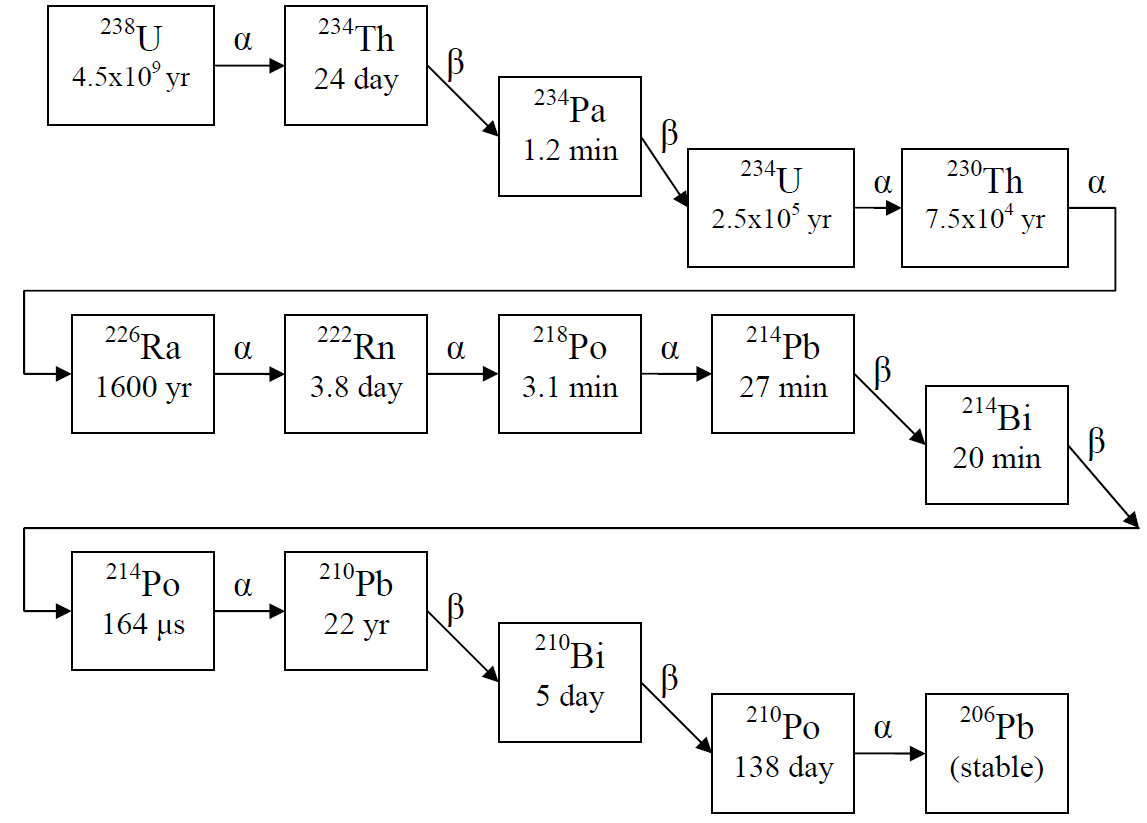 ²³⁸U
4.5x10⁹ yr
α
²³⁴Th
24 day
β
²³⁴Pa
1.2 min
β
²³⁴U
2.5x10⁵ yr
α
²³⁰Th
7.5x10⁴ yr
α
²²⁶Ra
1600 yr
α
²²²Rn
3.8 day
α
²¹⁸Po
3.1 min
α
²¹⁴Pb
27 min
β
²¹⁴Bi
20 min
β
²¹⁴Po
164 μs
α
²¹⁰Pb
22 yr
β
²¹⁰Bi
5 day
β
²¹⁰Po
138 day
α
²⁰⁶Pb
(stable)